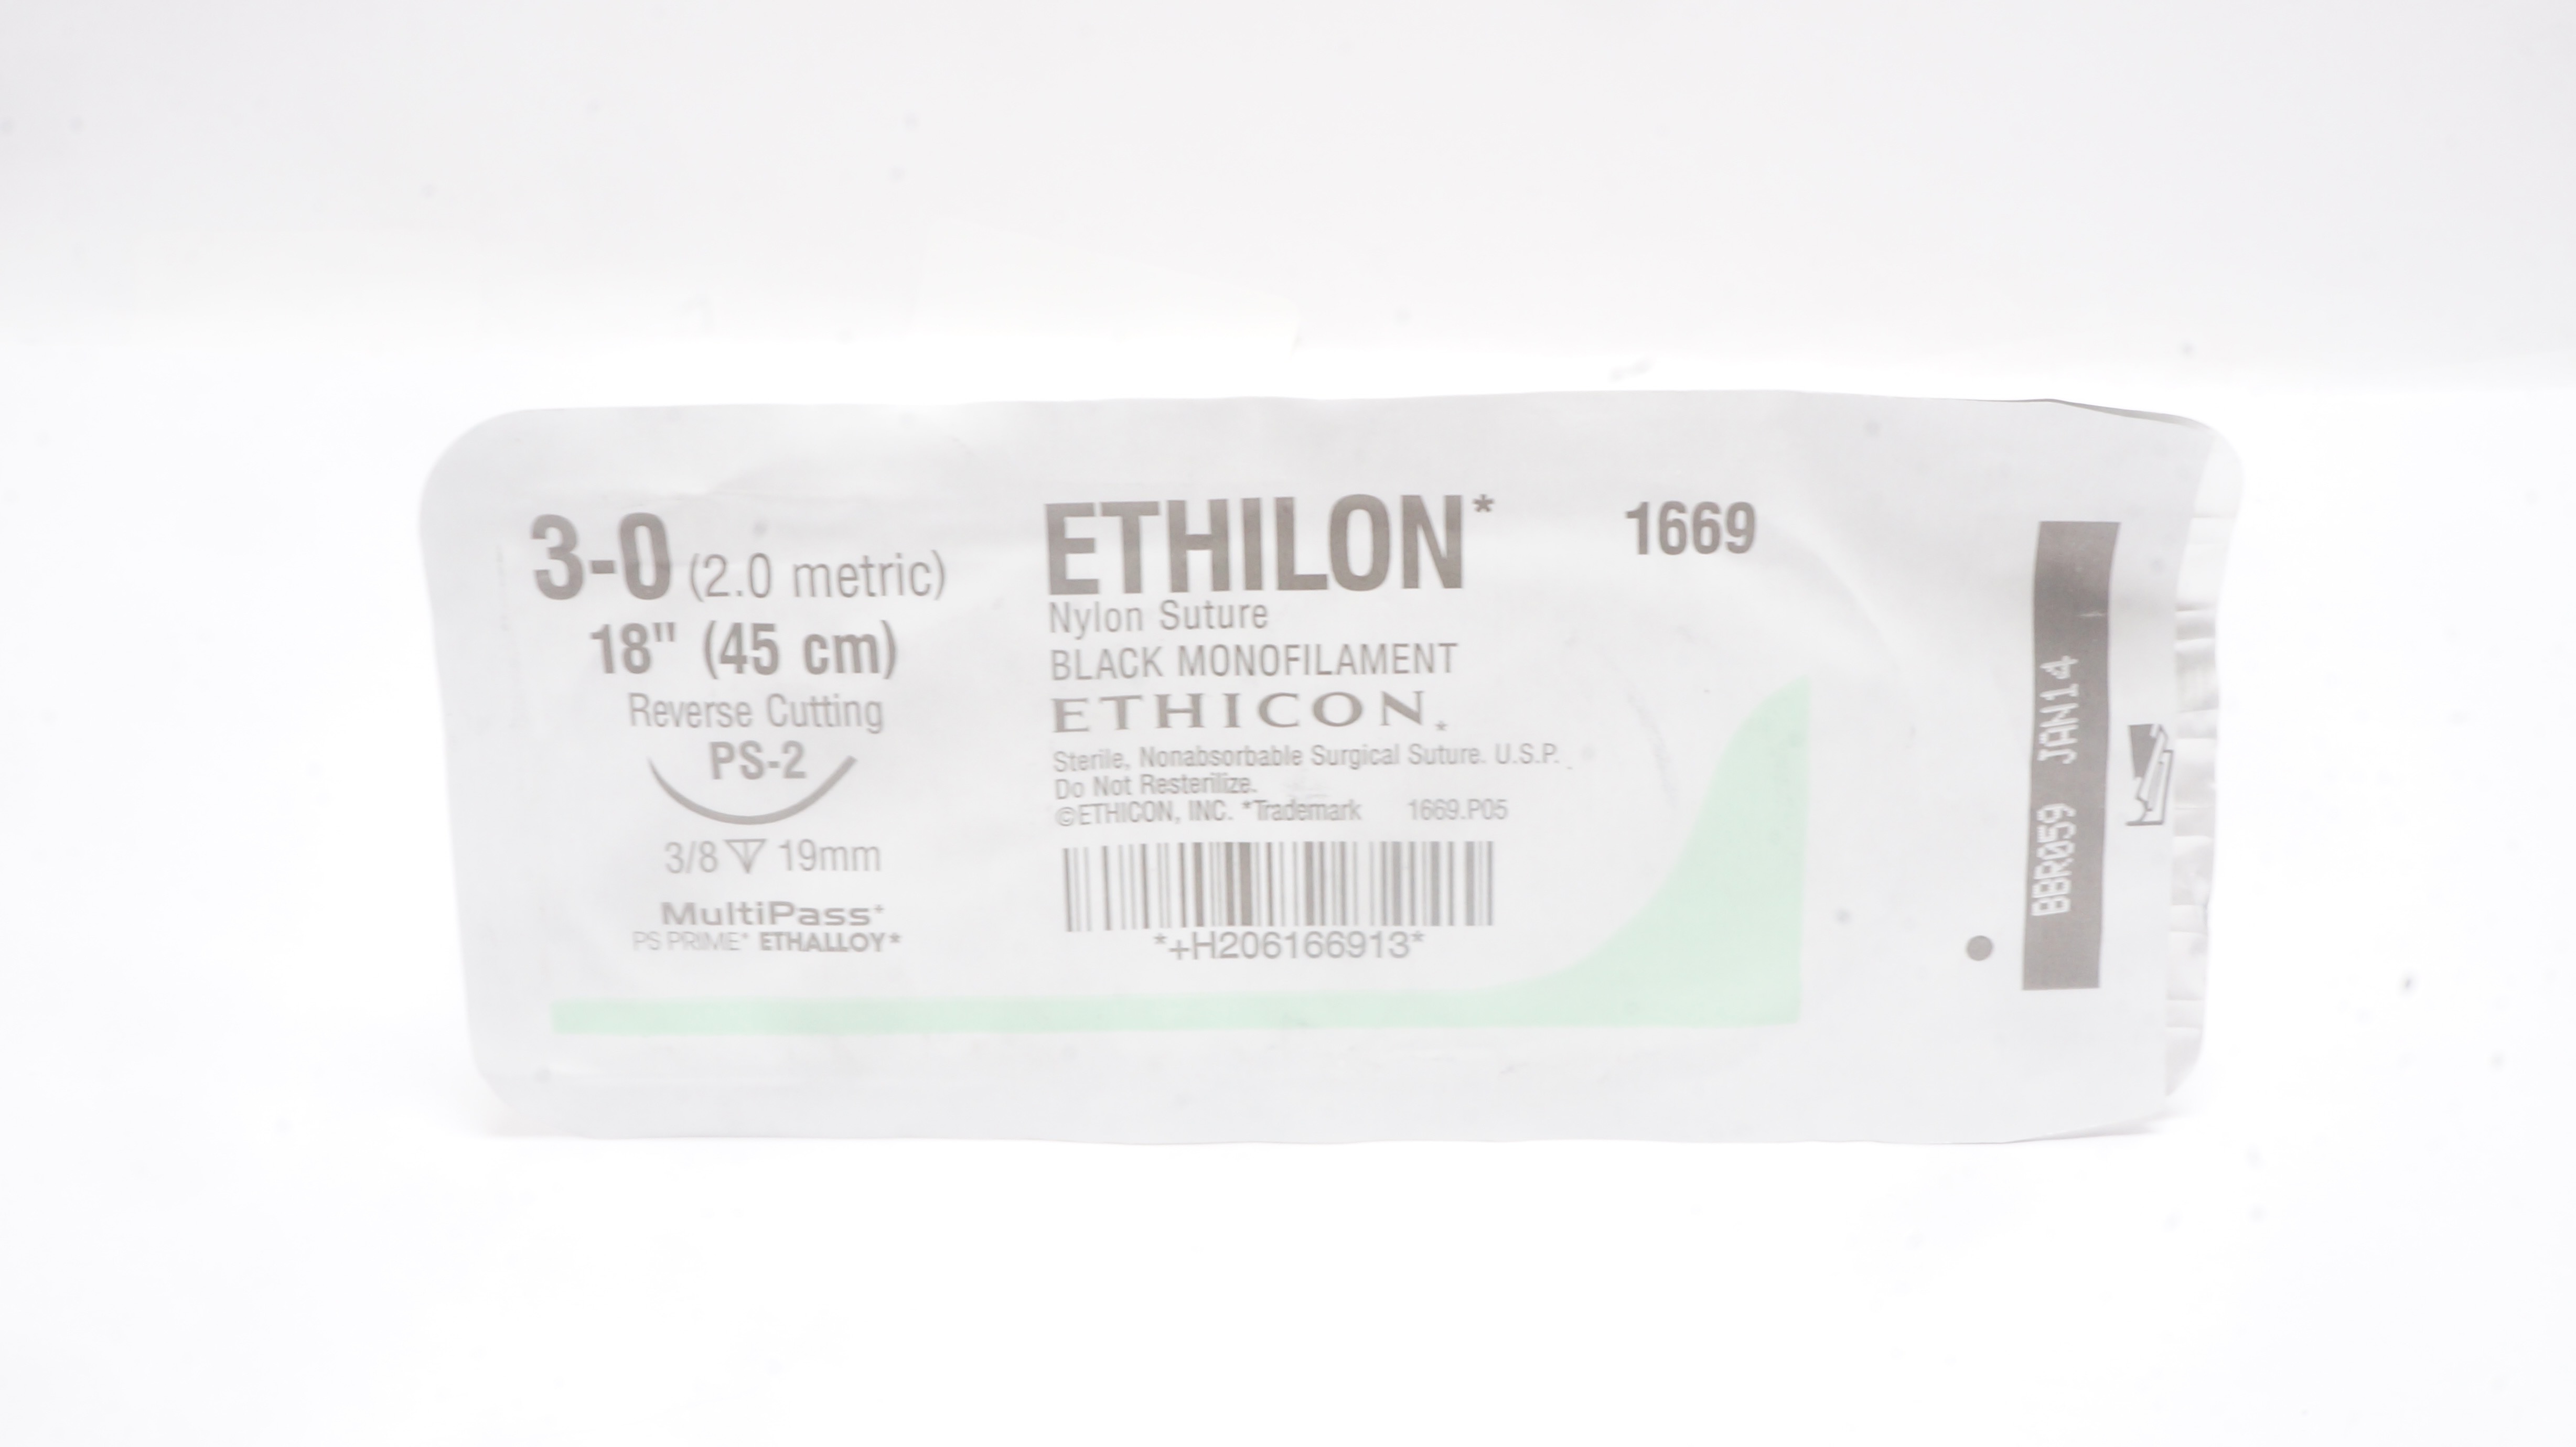 3-0 (2.0 metric)
18" (45 cm)
Reverse Cutting
PS-2
3/8 19mm
MultiPass*
PS PRIME* ETHALLOY*
ETHILON* 1669
Nylon Suture
BLACK MONOFILAMENT
ETHICON*
Sterile, Nonabsorbable Surgical Suture. U.S.P.
Do Not Resterilize.
©ETHICON, INC. *Trademark 1669.P05
*+H206166913*
BBR059 JAN14